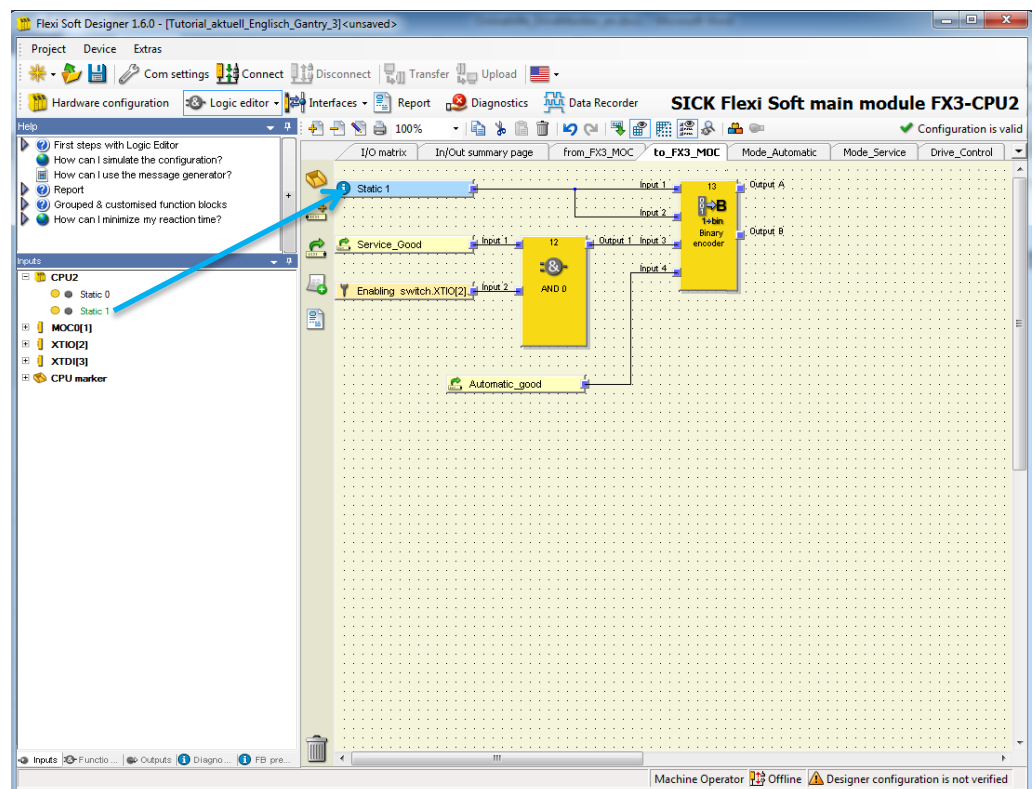 Flexi Soft Designer 1.6.0 - [Tutorial_aktuell_Englisch_Gantry_3]<unsaved>
Project Device Extras
Com settings Connect Disconnect Transfer Upload
Hardware configuration Logic editor Interfaces Report Diagnostics Data Recorder SICK Flexi Soft main module FX3-CPU2
Help
100%
Configuration is valid
First steps with Logic Editor
How can I simulate the configuration?
How can I use the message generator?
Report
Grouped & customised function blocks
How can I minimize my reaction time?
I/O matrix In/Out summary page from_FX3_MOC to_FX3_MOC Mode_Automatic Mode_Service Drive_Control
Inputs
CPU2
Static 0
Static 1
MOC0[1]
XTIO[2]
XTDI[3]
CPU marker
Static 1
Input 1
13
Output A
B
Input 2
1→bin
Binary
encoder
Output B
Service_Good
Input 1
12
Output 1
Input 3
&
Input 4
Enabling switch.XTIO[2].
Input 2
AND 0
Automatic_good
Inputs Functio... Outputs Diagno... FB pre...
Machine Operator Offline Designer configuration is not verified